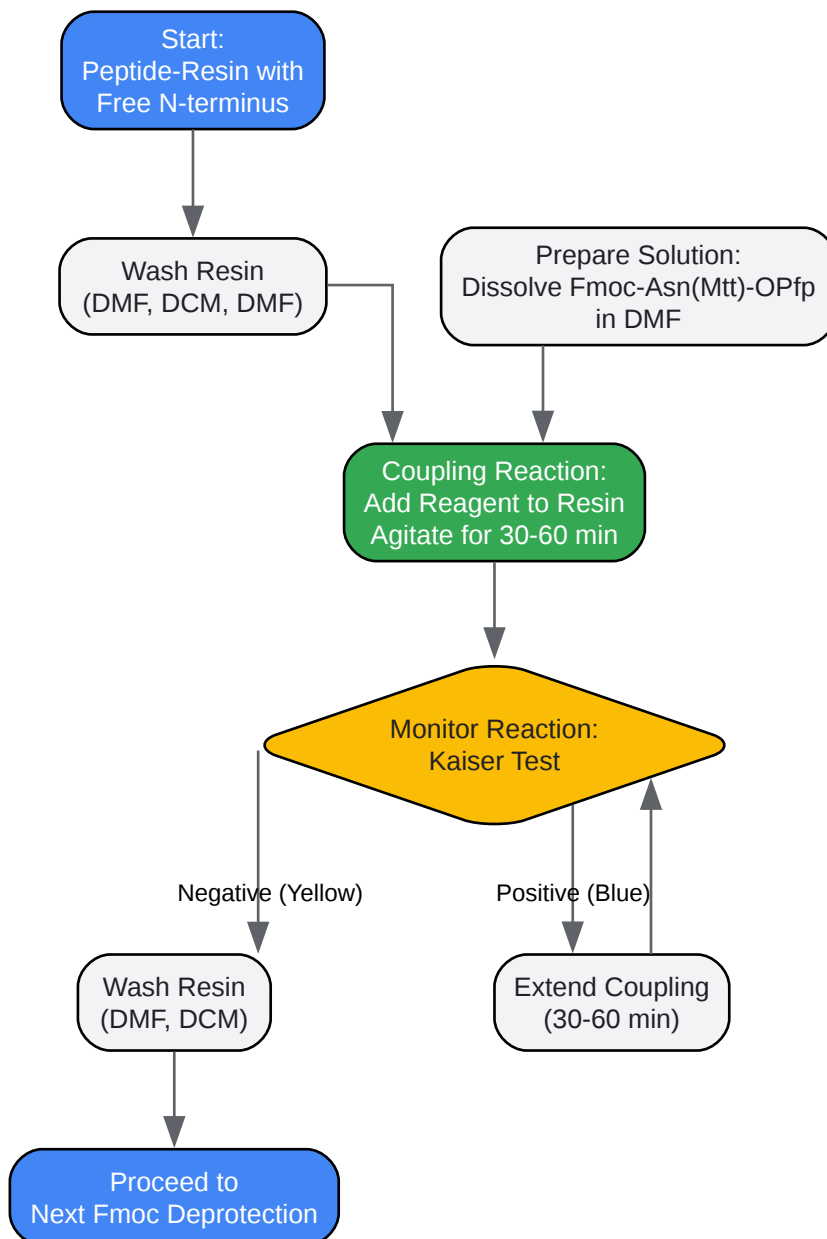 Start:
Peptide-Resin with
Free N-terminus
Wash Resin
(DMF, DCM, DMF)
Prepare Solution:
Dissolve Fmoc-Asn(Mtt)-OPfp
in DMF
Coupling Reaction:
Add Reagent to Resin
Agitate for 30-60 min
Monitor Reaction:
Kaiser Test
Negative (Yellow)
Positive (Blue)
Wash Resin
(DMF, DCM)
Extend Coupling
(30-60 min)
Proceed to
Next Fmoc Deprotection